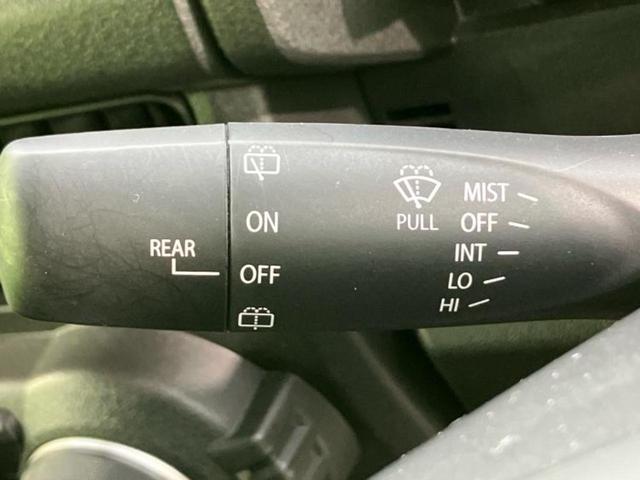 REAR
ON
OFF
PULL
MIST
OFF
INT
LO
HI